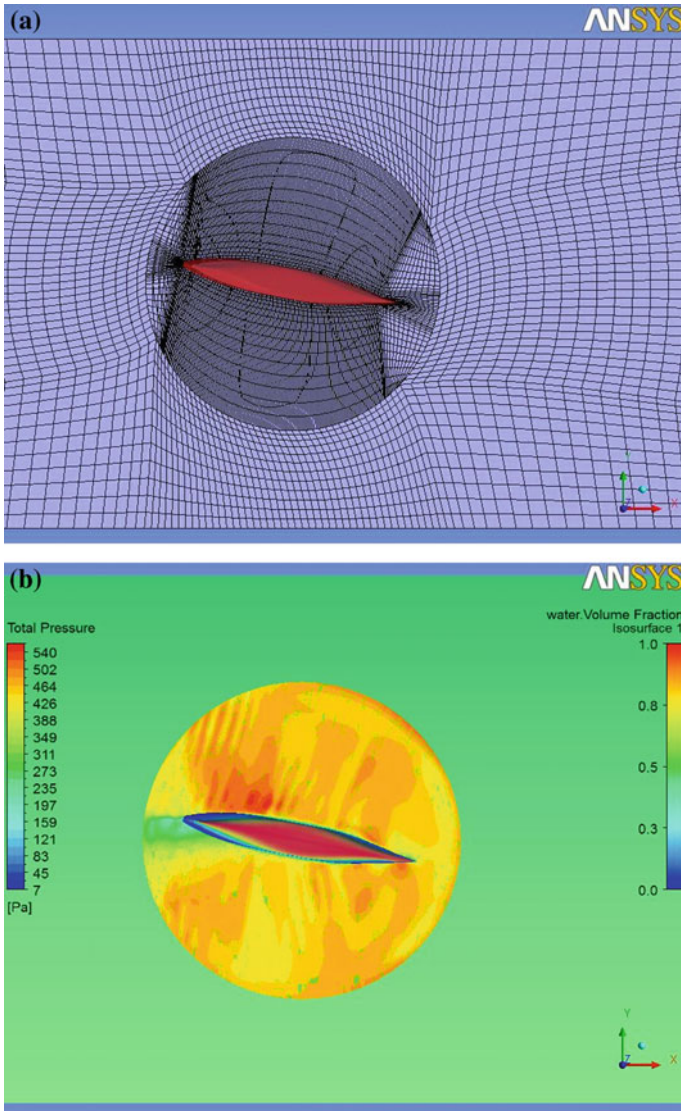 (a)
ANSYS
Y
Z
X
(b)
ANSYS
Total Pressure
540
502
464
426
388
349
311
273
235
197
159
121
83
45
7
[Pa]
water.Volume Fraction
Isosurface 1
1.0
0.8
0.5
0.3
0.0
Y
Z
X